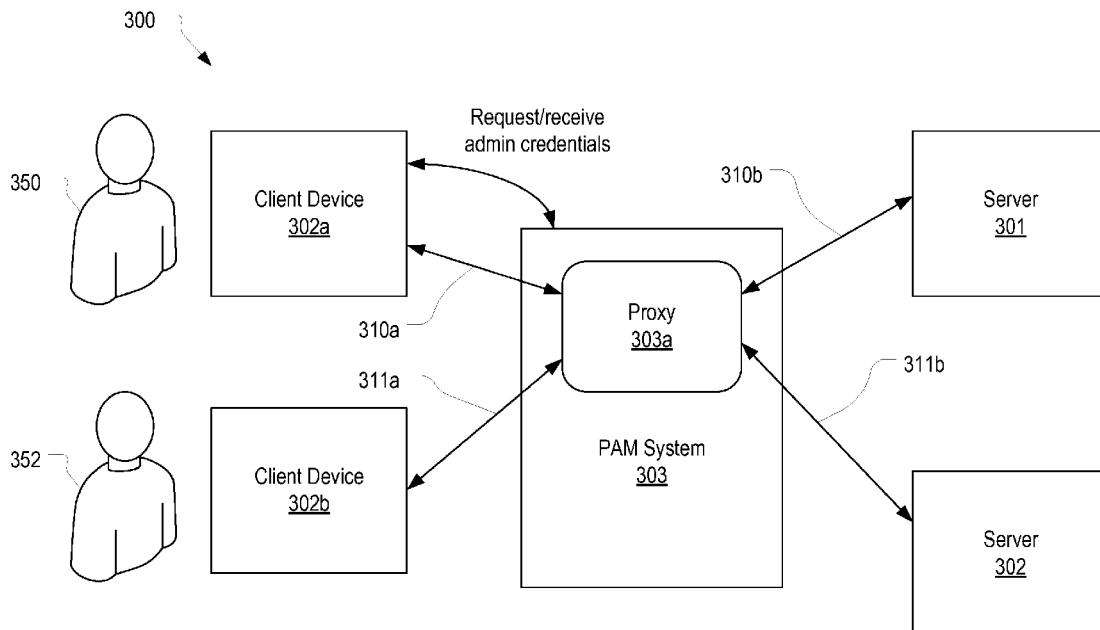 300
Request/receive
admin credentials
350
Client Device
302a
310b
Server
301
310a
Proxy
303a
311a
311b
352
Client Device
302b
PAM System
303
Server
302